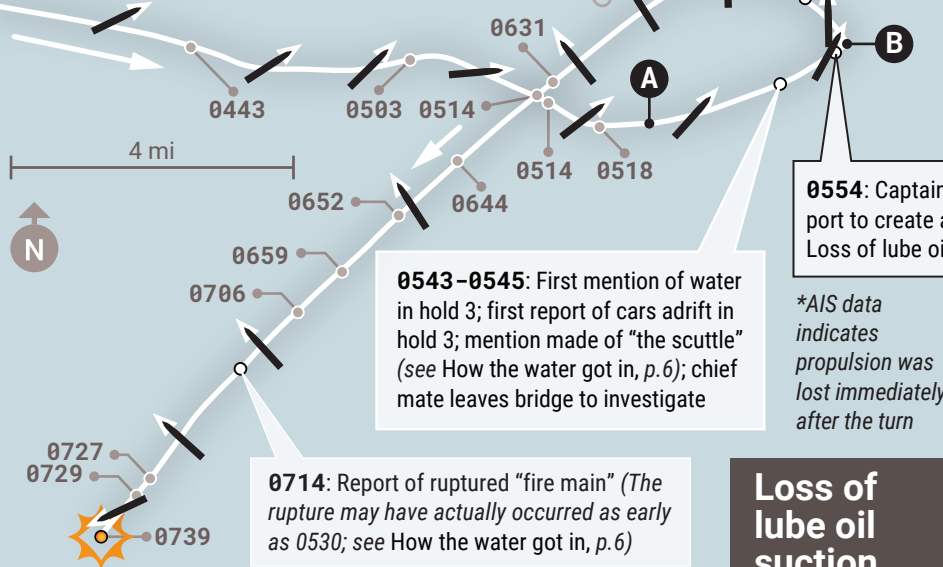 0631
B
A
0443
0503
0514
4 mi
0514
0518
0652
0644
N
0659
0706
0554: Captain
port to create a
Loss of lube oi
0543–0545: First mention of water
in hold 3; first report of cars adrift in
hold 3; mention made of “the scuttle”
(see How the water got in, p.6); chief
mate leaves bridge to investigate
*AIS data
indicates
propulsion was
lost immediately
after the turn
0727
0729
0714: Report of ruptured “fire main” (The
rupture may have actually occurred as early
as 0530; see How the water got in, p.6)
0739
Loss of
lube oil
suction